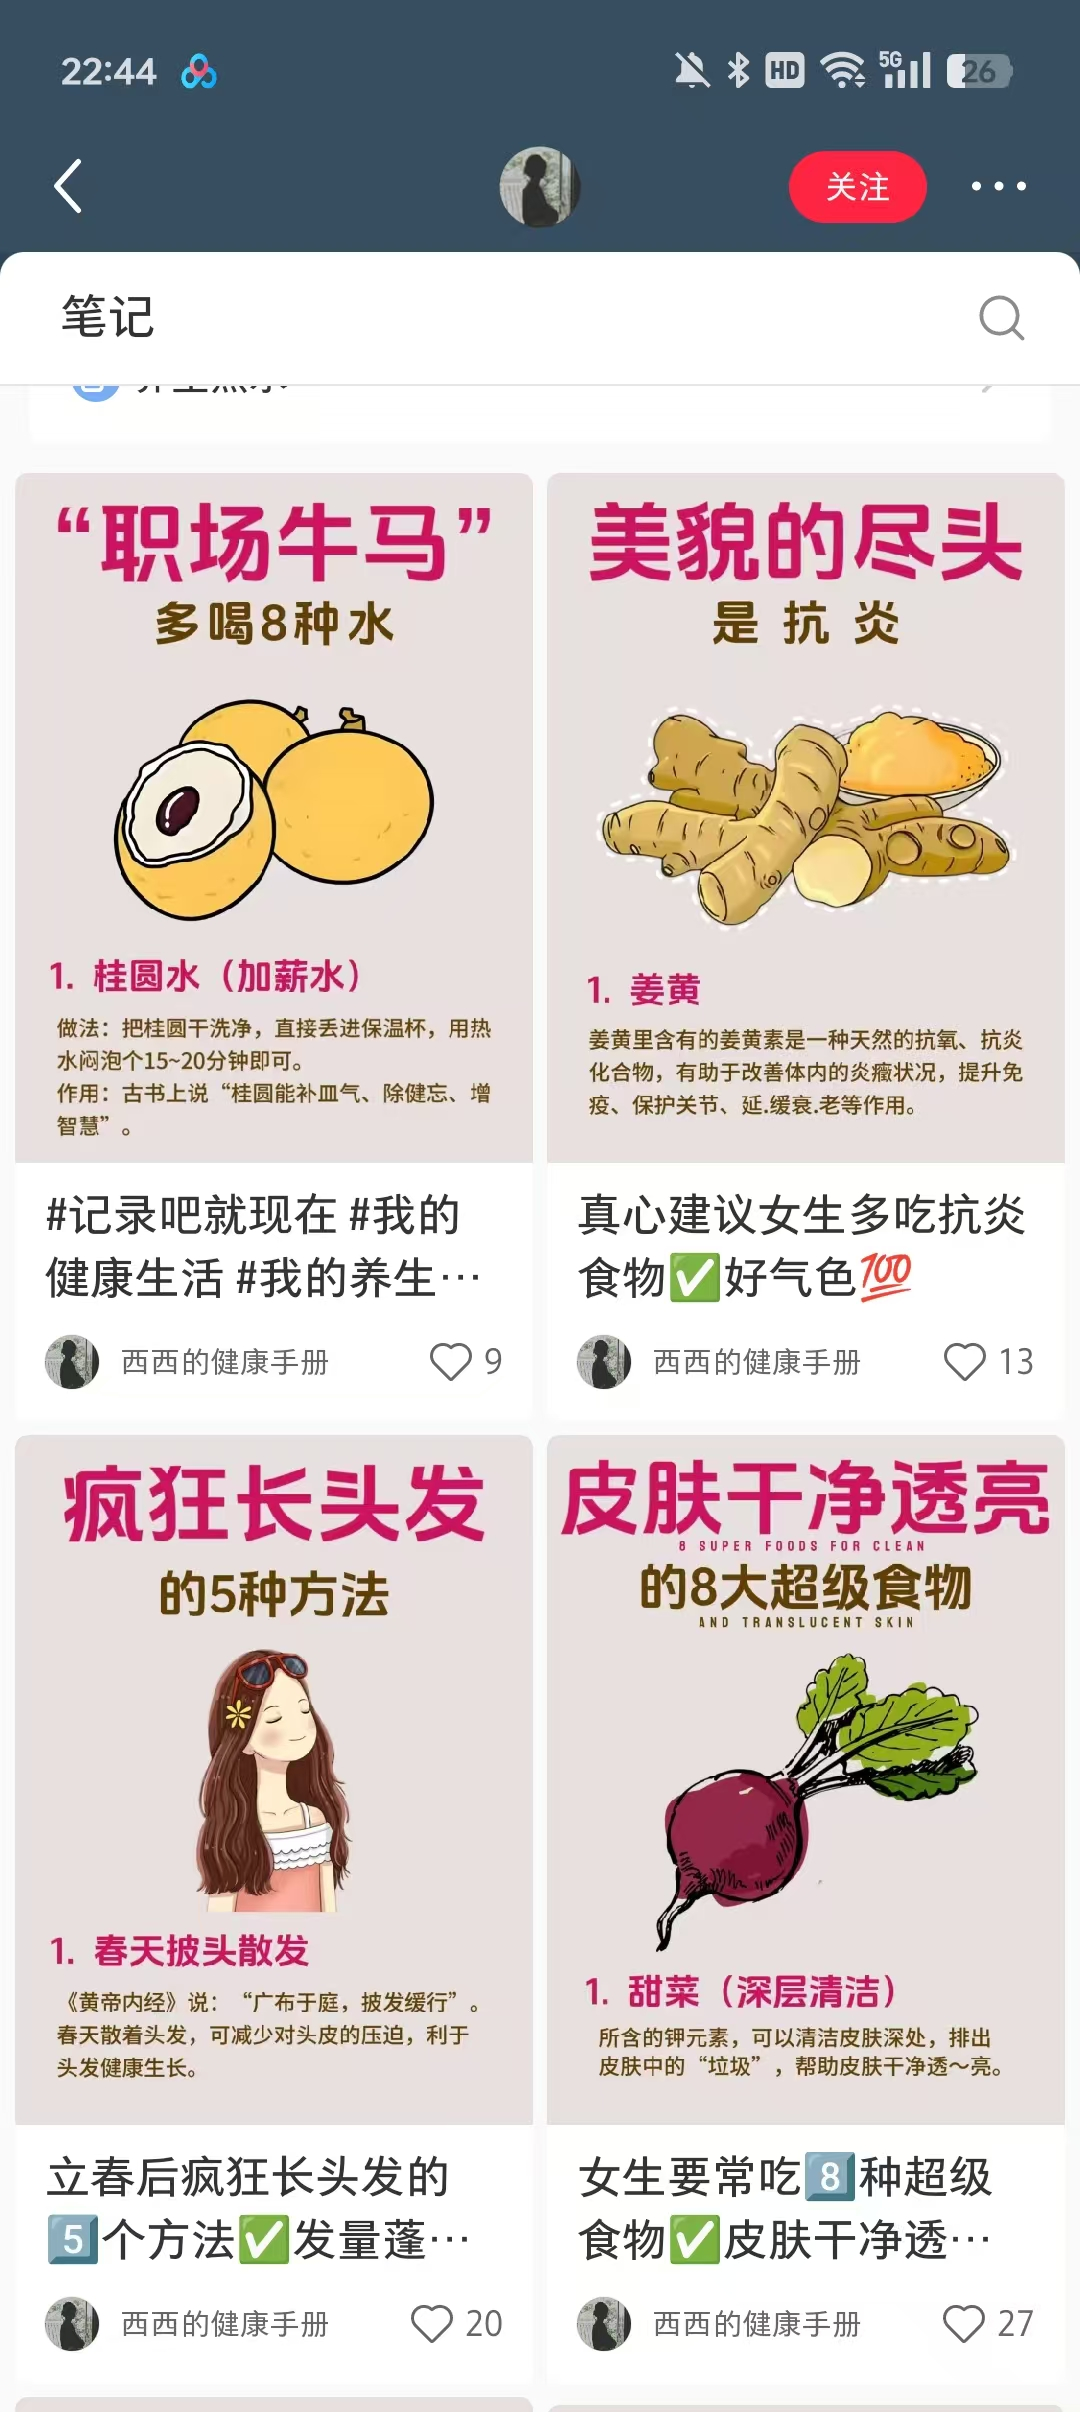 22:44
HD
5G
26
关注
笔记
“职场牛马”
多喝8种水
1. 桂圆水（加薪水）
做法：把桂圆干洗净，直接丢进保温杯，用热
水闷泡个15~20分钟即可。
作用：古书上说“桂圆能补血气、除健忘、增
智慧”。
#记录吧就现在 #我的
健康生活 #我的养生…
西西的健康手册
9
美貌的尽头
是抗炎
1. 姜黄
姜黄里含有的姜黄素是一种天然的抗氧、抗炎
化合物，有助于改善体内的炎症状况，提升免
疫、保护关节、延.缓衰.老等作用。
真心建议女生多吃抗炎
食物✅好气色💯
西西的健康手册
13
疯狂长头发
的5种方法
1. 春天披头散发
《黄帝内经》说：“广布于庭，披发缓行”。
春天散着头发，可减少对头皮的压迫，利于
头发健康生长。
立春后疯狂长头发的
5️⃣个方法✅发量蓬…
西西的健康手册
20
皮肤干净透亮
8 SUPER FOODS FOR CLEAN
的8大超级食物
AND TRANSLUCENT SKIN
1. 甜菜（深层清洁）
所含的钾元素，可以清洁皮肤深处，排出
皮肤中的“垃圾”，帮助皮肤干净透～亮。
女生要常吃8️⃣种超级
食物✅皮肤干净透…
西西的健康手册
27